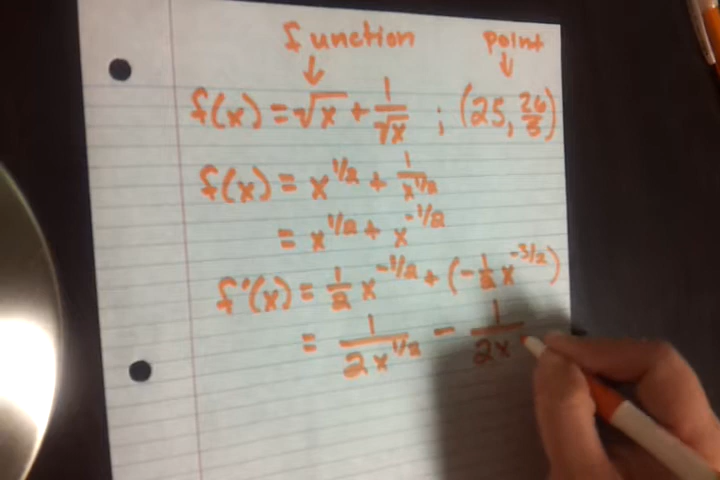 function point
↓ ↓
f(x) = √x + 1/√x ; (25, 26/5)
f(x) = x^1/2 + 1/x^1/2
= x^1/2 + x^-1/2
f'(x) = 1/2 x^-1/2 + (-1/2 x^-3/2)
= 1/2x^1/2 - 1/2x